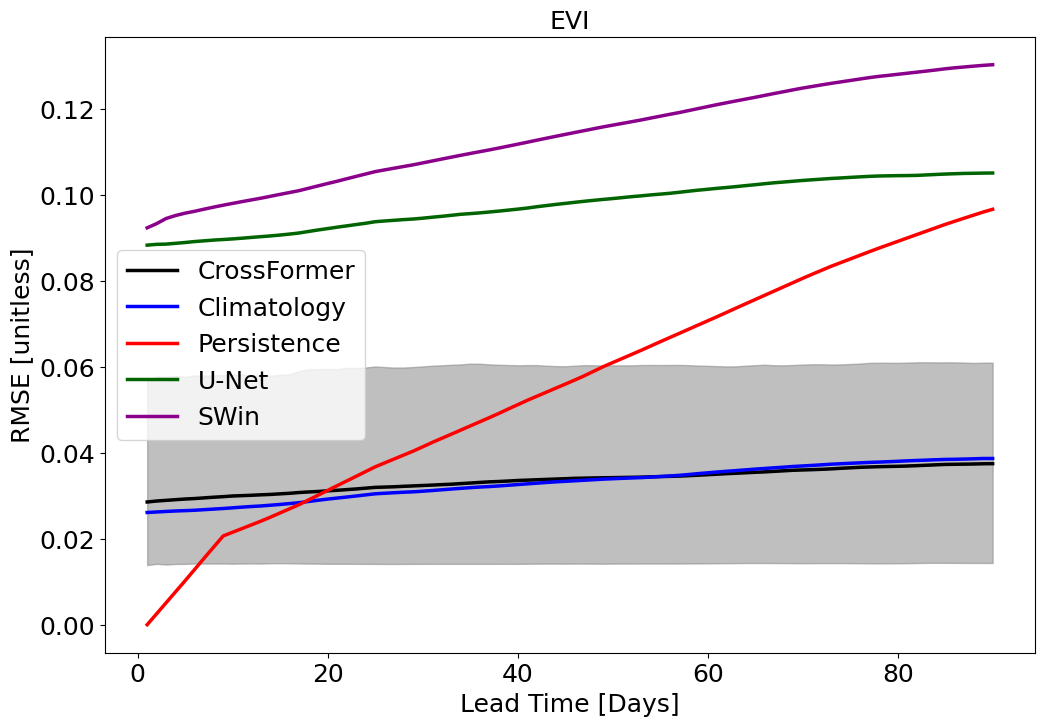 EVI
RMSE [unitless]
0.12
0.10
0.08
0.06
0.04
0.02
0.00
CrossFormer
Climatology
Persistence
U-Net
SWin
0
20
40
60
80
Lead Time [Days]